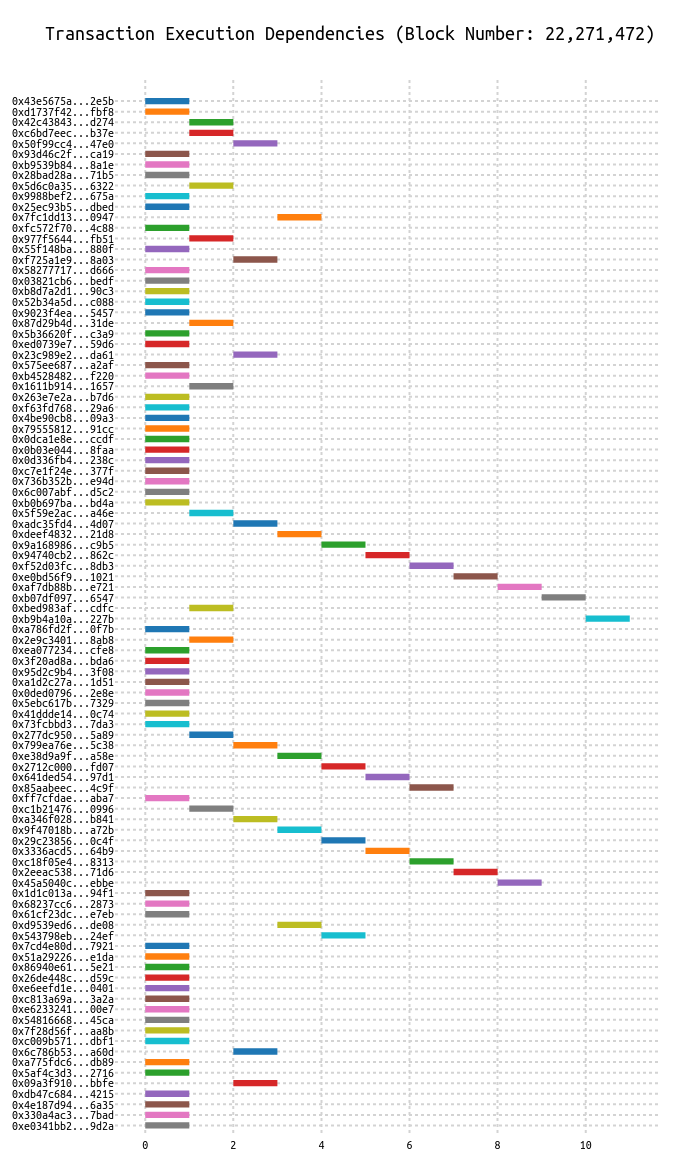 Transaction Execution Dependencies (Block Number: 22,271,472)
0x43e5675a...2e5b
0xd1737f42...fbf8
0x42c43843...d274
0xc6bd7eec...b37e
0x50f99cc4...47e0
0x93d46c2f...ca19
0xb9539b84...8a1e
0x28bad28a...71b5
0x5d6c0a35...6322
0x9988bef2...675a
0x25ec93b5...dbed
0x7fc1dd13...0947
0xfc572f70...4c88
0x977f5644...fb51
0x55f148ba...880f
0xf725a1e9...8a03
0x58277717...d666
0x03821cb6...bedf
0xb8d7a2d1...90c3
0x52b34a5d...c088
0x9023f4ea...5457
0x87d29b4d...31de
0x5b36620f...c3a9
0xed0739e7...59d6
0x23c989e2...da61
0x575ee687...a2af
0xb4528482...f220
0x1611b914...1657
0x263e7e2a...b7d6
0xf63fd768...29a6
0x4be90cb8...09a3
0x79555812...91cc
0x0dca1e8e...ccdf
0x0b03e044...8faa
0x0d336fb4...238c
0xc7e1f24e...377f
0x736b352b...e94d
0x6c007abf...d5c2
0xb0b697ba...bd4a
0x5f59e2ac...a46e
0xadc35fd4...4d07
0xdeef4832...21d8
0x9a168986...c9b5
0x94740cb2...862c
0xf52d03fc...8db3
0xe0bd56f9...1021
0xaf7db88b...e721
0xb07df097...6547
0xbed983af...cdfc
0xb9b4a10a...227b
0xa786fd2f...0f7b
0x2e9c3401...8ab8
0xea077234...cfe8
0x3f20ad8a...bda6
0x95d2c9b4...3f08
0xa1d2c27a...1d51
0x0ded0796...2e8e
0x5ebc617b...7329
0x41ddde14...0c74
0x73fcbbd3...7da3
0x277dc950...5a89
0x799ea76e...5c38
0xe38d9a9f...a58e
0x2712c000...fd07
0x641ded54...97d1
0x85aabeec...4c9f
0xff7cfdae...aba7
0xc1b21476...0996
0xa346f028...b841
0x9f47018b...a72b
0x29c23856...0c4f
0x3336acd5...64b9
0xc18f05e4...8313
0x2eeac538...71d6
0x45a5040c...ebbe
0x1d1c013a...94f1
0x68237cc6...2873
0x61cf23dc...e7eb
0xd9539ed6...de08
0x543798eb...24ef
0x7cd4e80d...7921
0x51a29226...e1da
0x86940e61...5e21
0x26de448c...d59c
0xe6eefd1e...0401
0xc813a69a...3a2a
0xe6233241...00e7
0x54816668...45ca
0x7f28d56f...aa8b
0xc009b571...dbf1
0x6c786b53...a60d
0xa775fdc6...db89
0x5af4c3d3...2716
0x09a3f910...bbfe
0xdb47c684...4215
0x4e187d94...6a35
0x330a4ac3...7bad
0xe0341bb2...9d2a
0 2 4 6 8 10